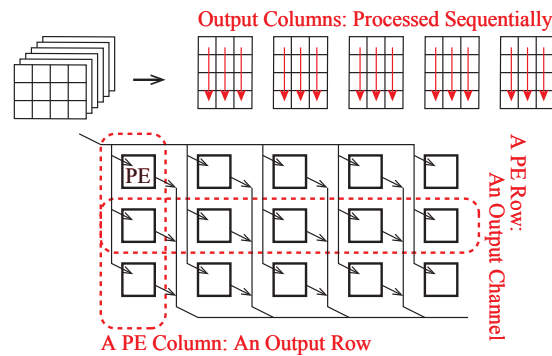 Output Columns: Processed Sequentially
PE
A PE Row:
An Output Channel
A PE Column: An Output Row